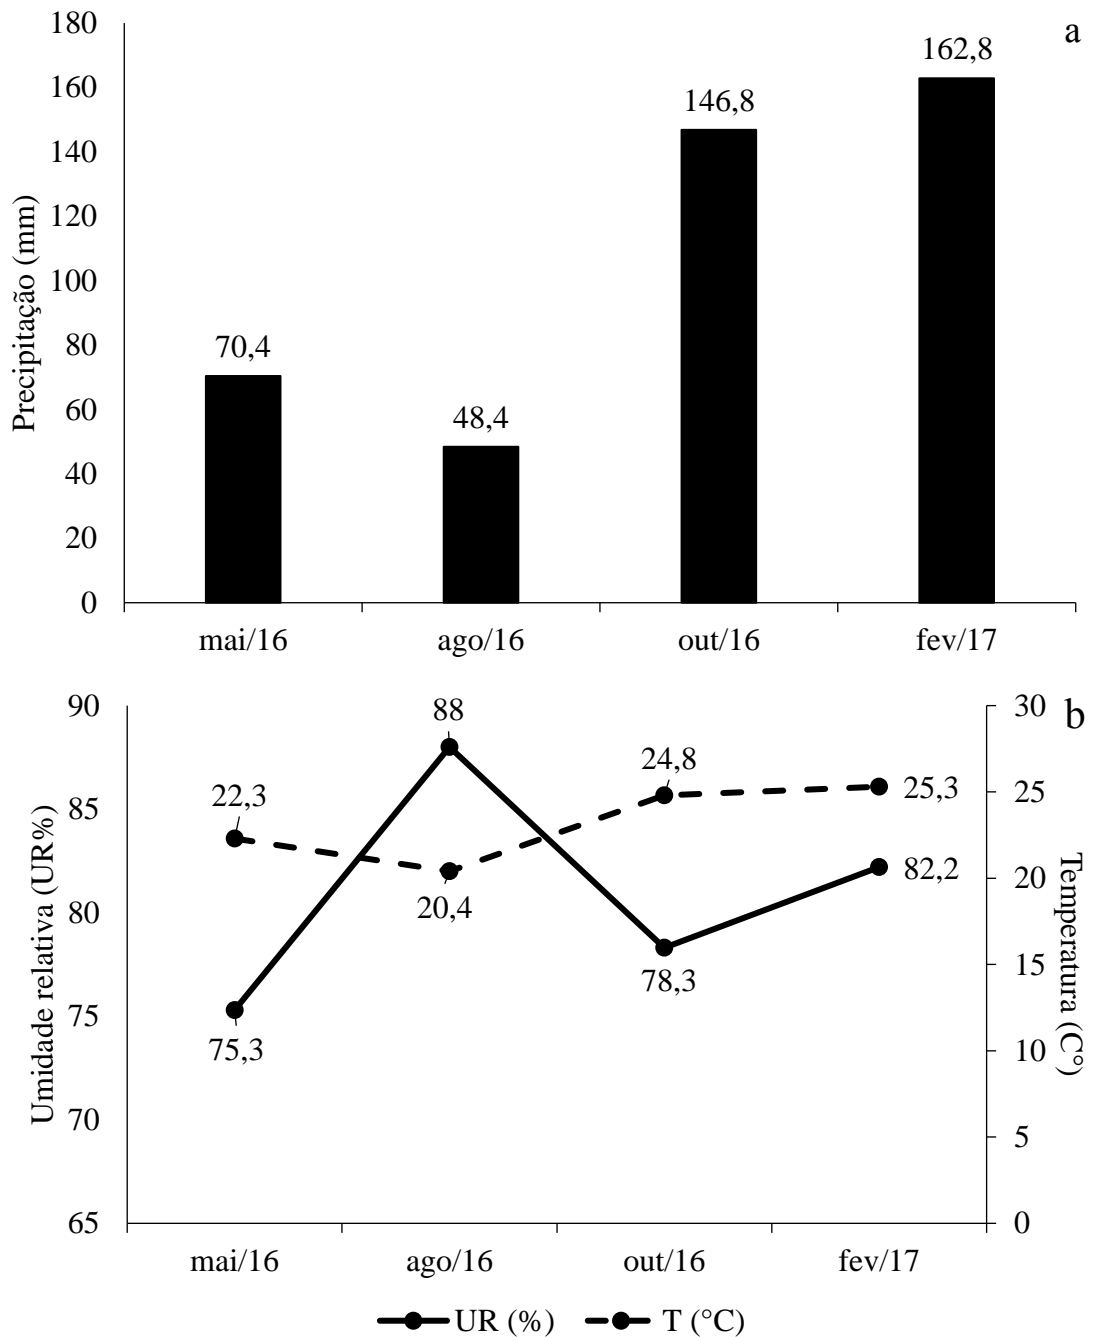 a
180
160
140
120
100
80
60
40
20
0
Precipitação (mm)
70,4
48,4
146,8
162,8
mai/16
ago/16
out/16
fev/17
b
90
85
80
75
70
65
Umidade relativa (UR%)
22,3
88
24,8
25,3
20,4
82,2
78,3
75,3
30
25
20
15
10
5
0
Temperatura (C°)
mai/16
ago/16
out/16
fev/17
UR (%)
T (°C)